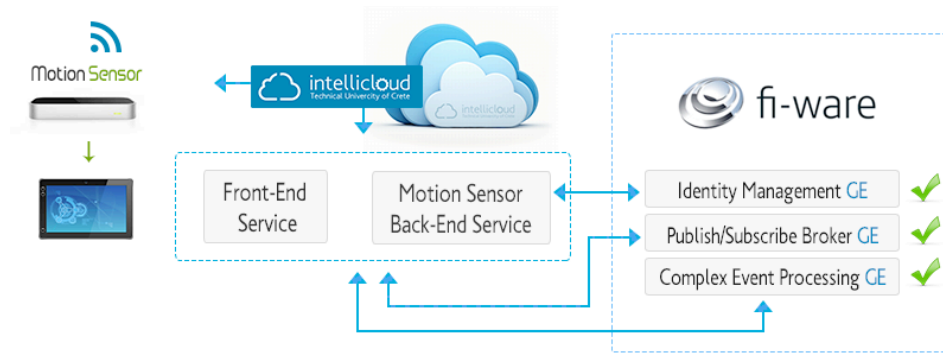 Motion Sensor
intellicloud
Technical Univercity of Crete
intellicloud
fi-ware
Front-End
Service
Motion Sensor
Back-End Service
Identity Management GE
Publish/Subscribe Broker GE
Complex Event Processing GE